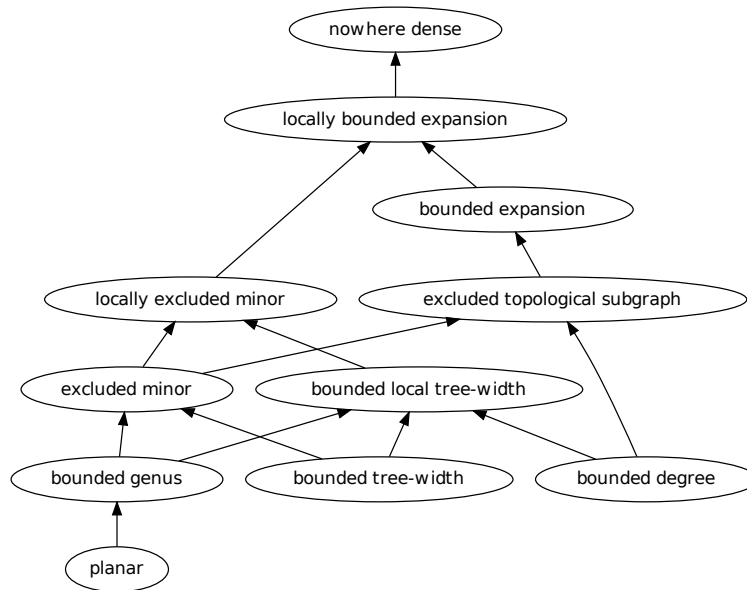 nowhere dense
locally bounded expansion
bounded expansion
locally excluded minor
excluded topological subgraph
excluded minor
bounded local tree-width
bounded genus
bounded tree-width
bounded degree
planar